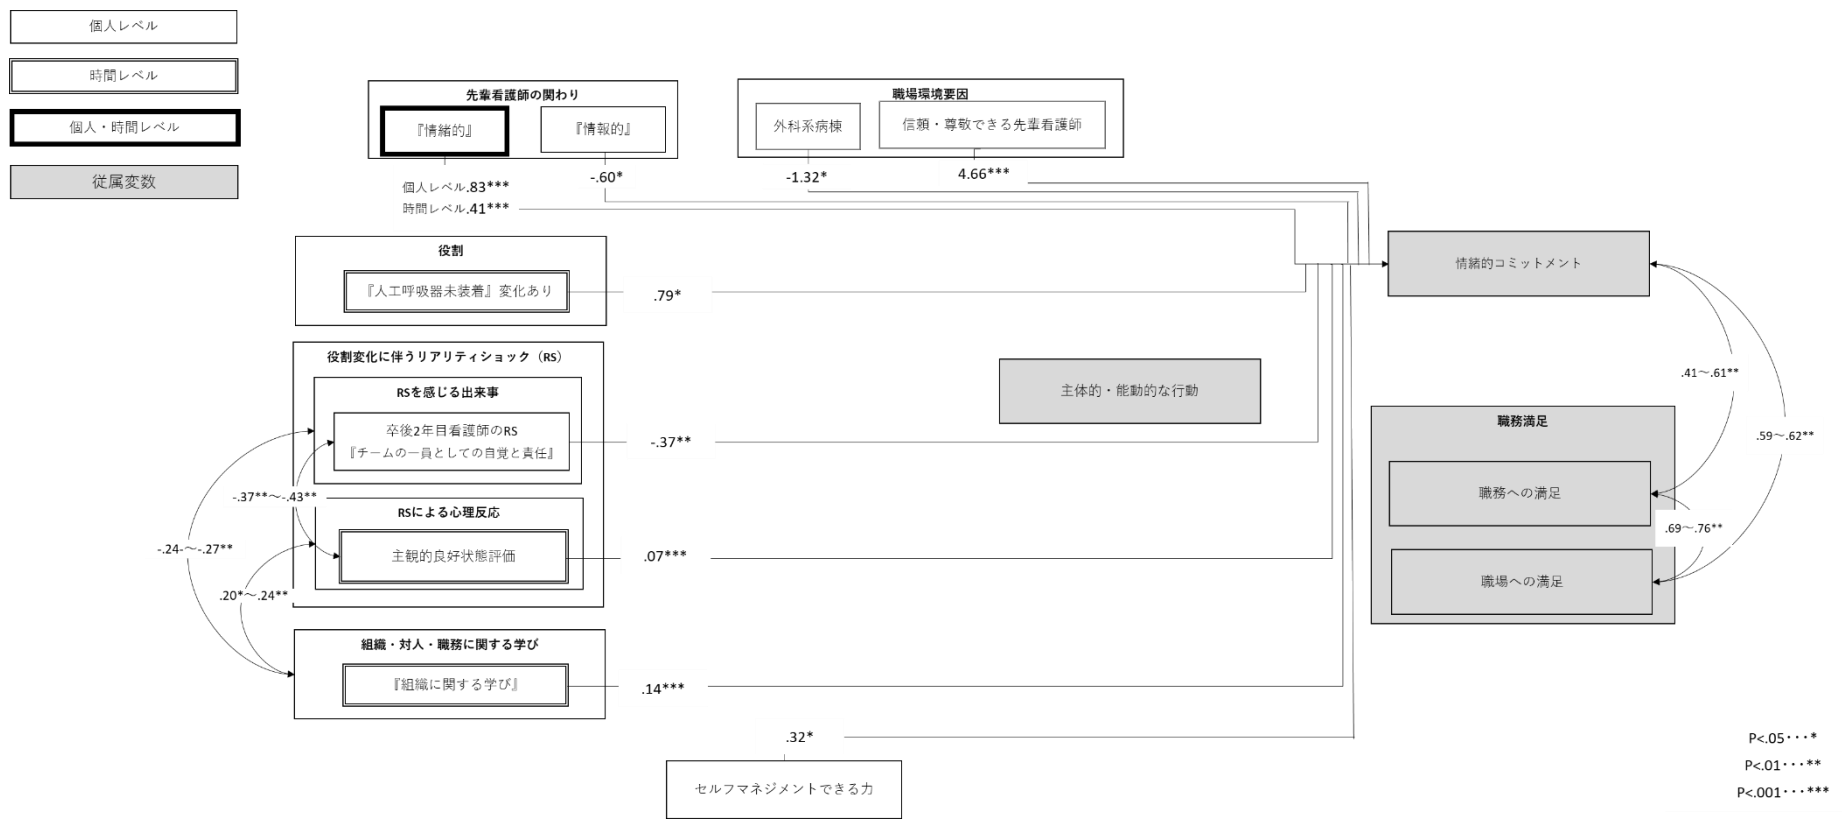 個人レベル
時間レベル
個人・時間レベル
従属変数
先輩看護師の関わり
『情緒的』
『情報的』
職場環境要因
外科系病棟
信頼・尊敬できる先輩看護師
個人レベル.83***
時間レベル.41***
-.60*
-1.32*
4.66***
役割
『人工呼吸器未装着』変化あり
.79*
情緒的コミットメント
役割変化に伴うリアリティショック（RS）
RSを感じる出来事
卒後2年目看護師のRS
『チームの一員としての自覚と責任』
-.37**
-.37**～-.43**
RSによる心理反応
主観的良好状態評価
.07***
-.24-～-.27**
.20*～.24**
組織・対人・職務に関する学び
『組織に関する学び』
.14***
.32*
セルフマネジメントできる力
主体的・能動的な行動
.41～.61**
.59～.62**
職務満足
職務への満足
.69～.76**
職場への満足
P<.05･･･*
P<.01･･･**
P<.001･･･***